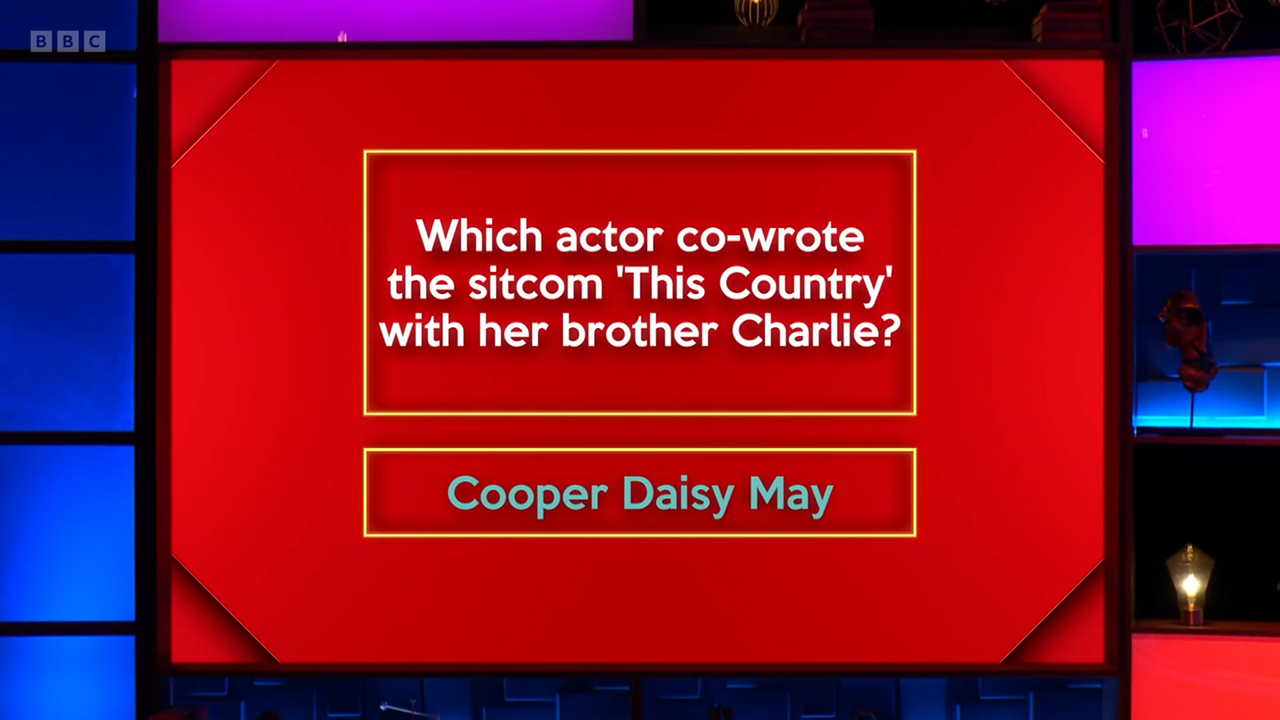 BBC
Which actor co-wrote
the sitcom 'This Country'
with her brother Charlie?
Cooper Daisy May